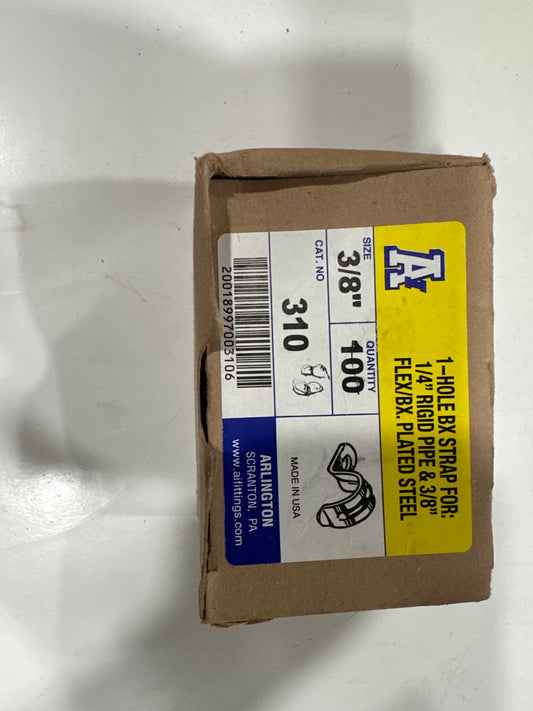 A
1-HOLE BX STRAP FOR:
1/4" RIGID PIPE & 3/8"
FLEX/BX. PLATED STEEL
SIZE
3/8"
QUANTITY
100
CAT. NO
310
MADE IN USA
20018997003106
ARLINGTON
SCRANTON, PA
www.aifittings.com